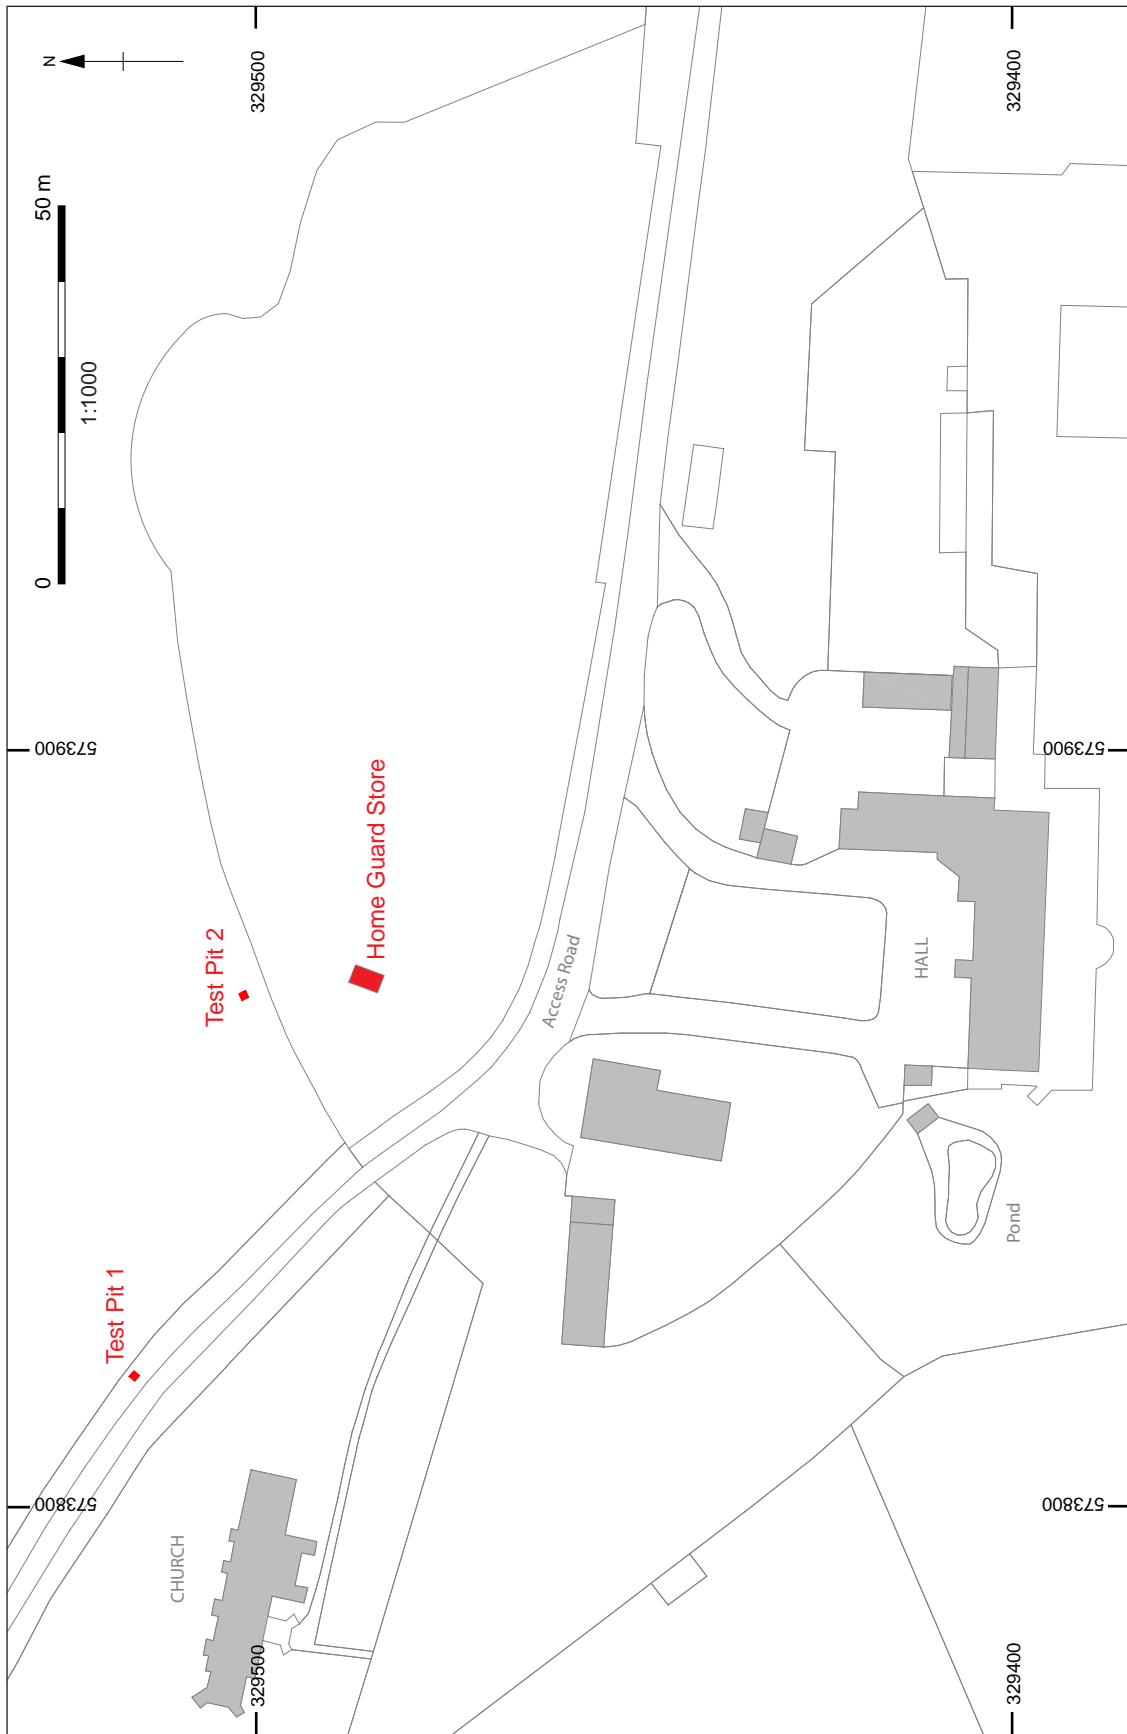 N
50 m
0
1:1000
329500
329400
573900
573900
573800
573800
329500
329400
Test Pit 1
Test Pit 2
Home Guard Store
Access Road
CHURCH
HALL
Pond